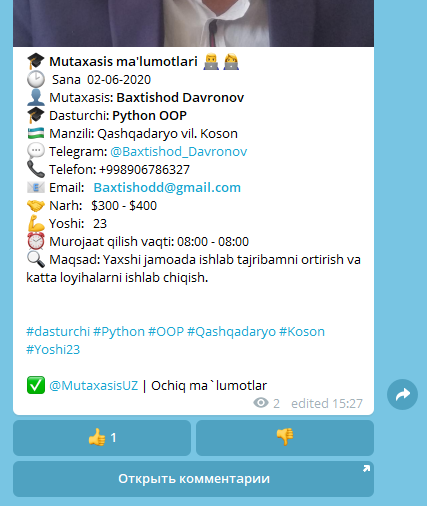 Mutaxasis ma'lumotlari
Sana 02-06-2020
Mutaxasis: Baxtishod Davronov
Dasturchi: Python OOP
Manzili: Qashqadaryo vil. Koson
Telegram: @Baxtishod_Davronov
Telefon: +998906786327
Email: Baxtishodd@gmail.com
Narh: $300 - $400
Yoshi: 23
Murojaat qilish vaqti: 08:00 - 08:00
Maqsad: Yaxshi jamoada ishlab tajribamni ortirish va
katta loyihalarni ishlab chiqish.
#dasturchi #Python #OOP #Qashqadaryo #Koson
#Yoshi23
@MutaxasisUZ | Ochiq ma`lumotlar
2 edited 15:27
1
Открыть комментарии